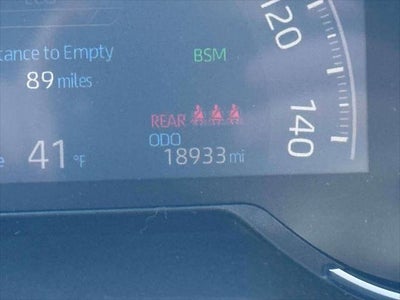 tance to Empty
89 miles
BSM
120
140
REAR
ODO
18933 mi
41 °F